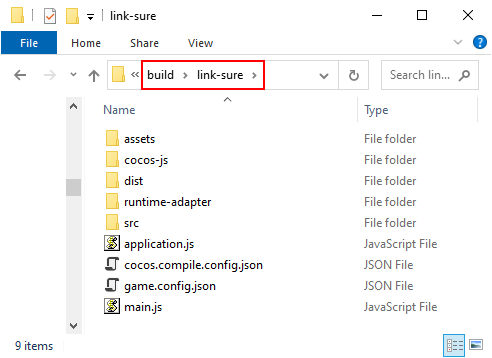 link-sure
File Home Share View
« build > link-sure > Search lin...
Name Type
assets File folder
cocos-js File folder
dist File folder
runtime-adapter File folder
src File folder
application.js JavaScript File
cocos.compile.config.json JSON File
game.config.json JSON File
main.js JavaScript File
9 items